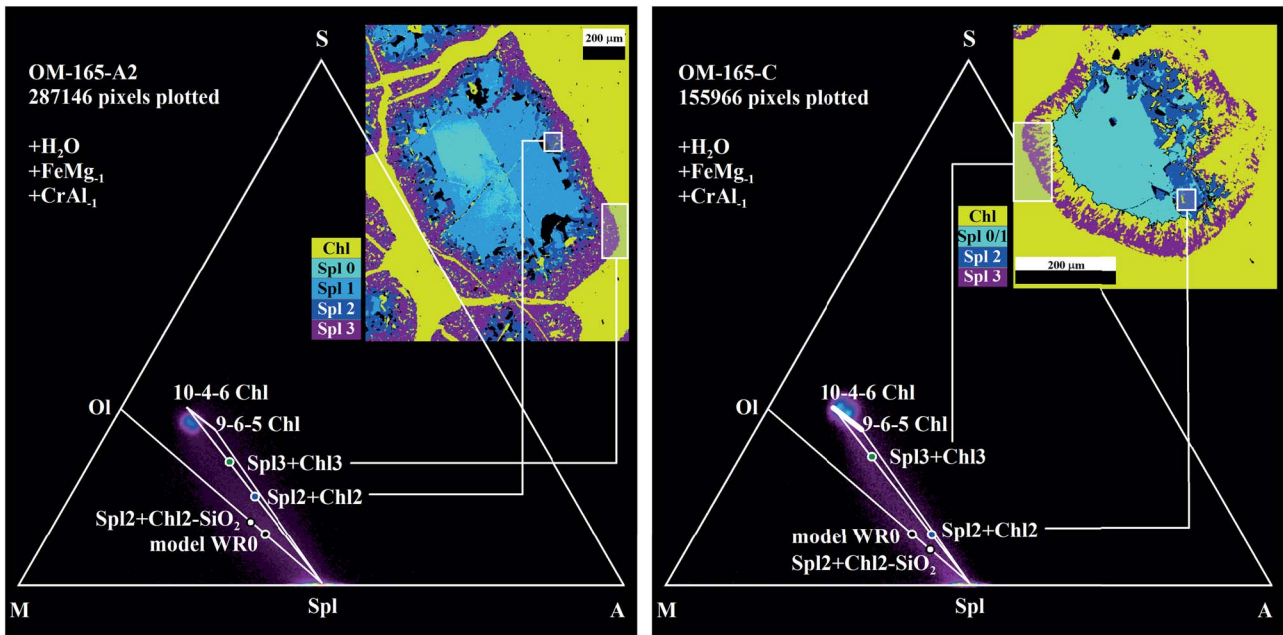 OM-165-A2
287146 pixels plotted
+H₂O
+FeMg₋₁
+CrAl₋₁
S
200 µm
Chl
Spl 0
Spl 1
Spl 2
Spl 3
Ol
10-4-6 Chl
9-6-5 Chl
Spl3+Chl3
Spl2+Chl2
Spl2+Chl2-SiO₂
model WR0
M
Spl
A
OM-165-C
155966 pixels plotted
+H₂O
+FeMg₋₁
+CrAl₋₁
S
Chl
Spl 0/1
Spl 2
Spl 3
200 µm
Ol
10-4-6 Chl
9-6-5 Chl
Spl3+Chl3
Spl2+Chl2
model WR0
Spl2+Chl2-SiO₂
M
Spl
A